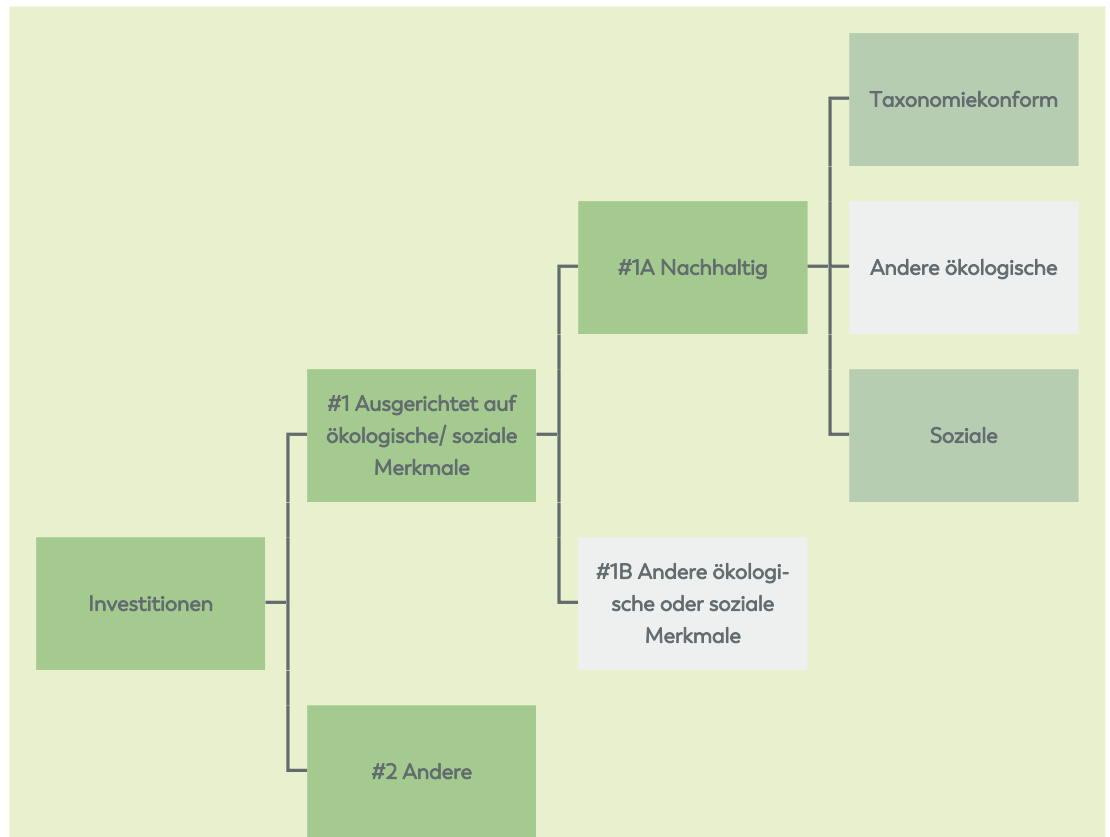 Taxonomiekonform
#1A Nachhaltig
Andere ökologische
#1 Ausgerichtet auf
ökologische/ soziale
Merkmale
Soziale
Investitionen
#1B Andere ökologi-
sche oder soziale
Merkmale
#2 Andere